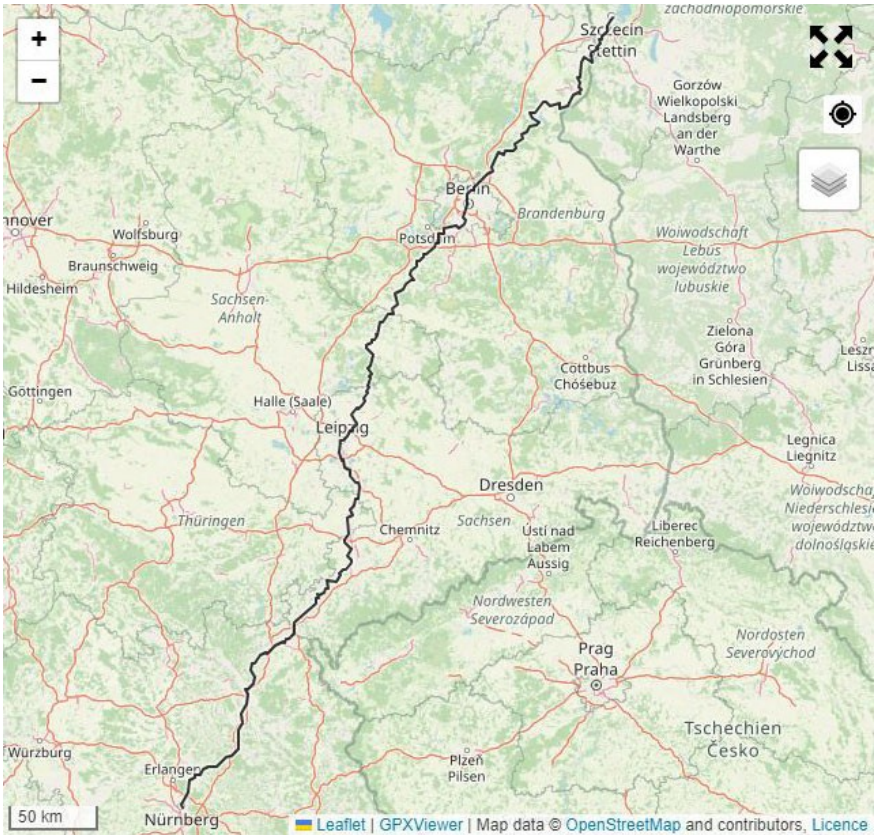 +
−
zachodniopomorskie
Szczecin
Stettin
Gorzów
Wielkopolski
Landsberg
an der
Warthe
Berlin
Brandenburg
Potsdam
nnover
Wolfsburg
Braunschweig
Hildesheim
Sachsen-
Anhalt
Woiwodschaft
Lebus
województwo
lubuskie
Zielona
Góra
Grünberg
in Schlesien
Leszn
Lissa
Cottbus
Chóśebuz
Göttingen
Halle (Saale)
Leipzig
Legnica
Liegnitz
Dresden
Woiwodschaf
Niederschlesie
województwo
dolnośląskie
Thüringen
Chemnitz
Sachsen
Ústí nad
Labem
Aussig
Liberec
Reichenberg
Nordwesten
Severozápad
Nordosten
Severovýchod
Prag
Praha
Tschechien
Česko
Würzburg
Plzeň
Pilsen
Erlangen
Nürnberg
50 km
Leaflet | GPXViewer | Map data © OpenStreetMap and contributors, Licence